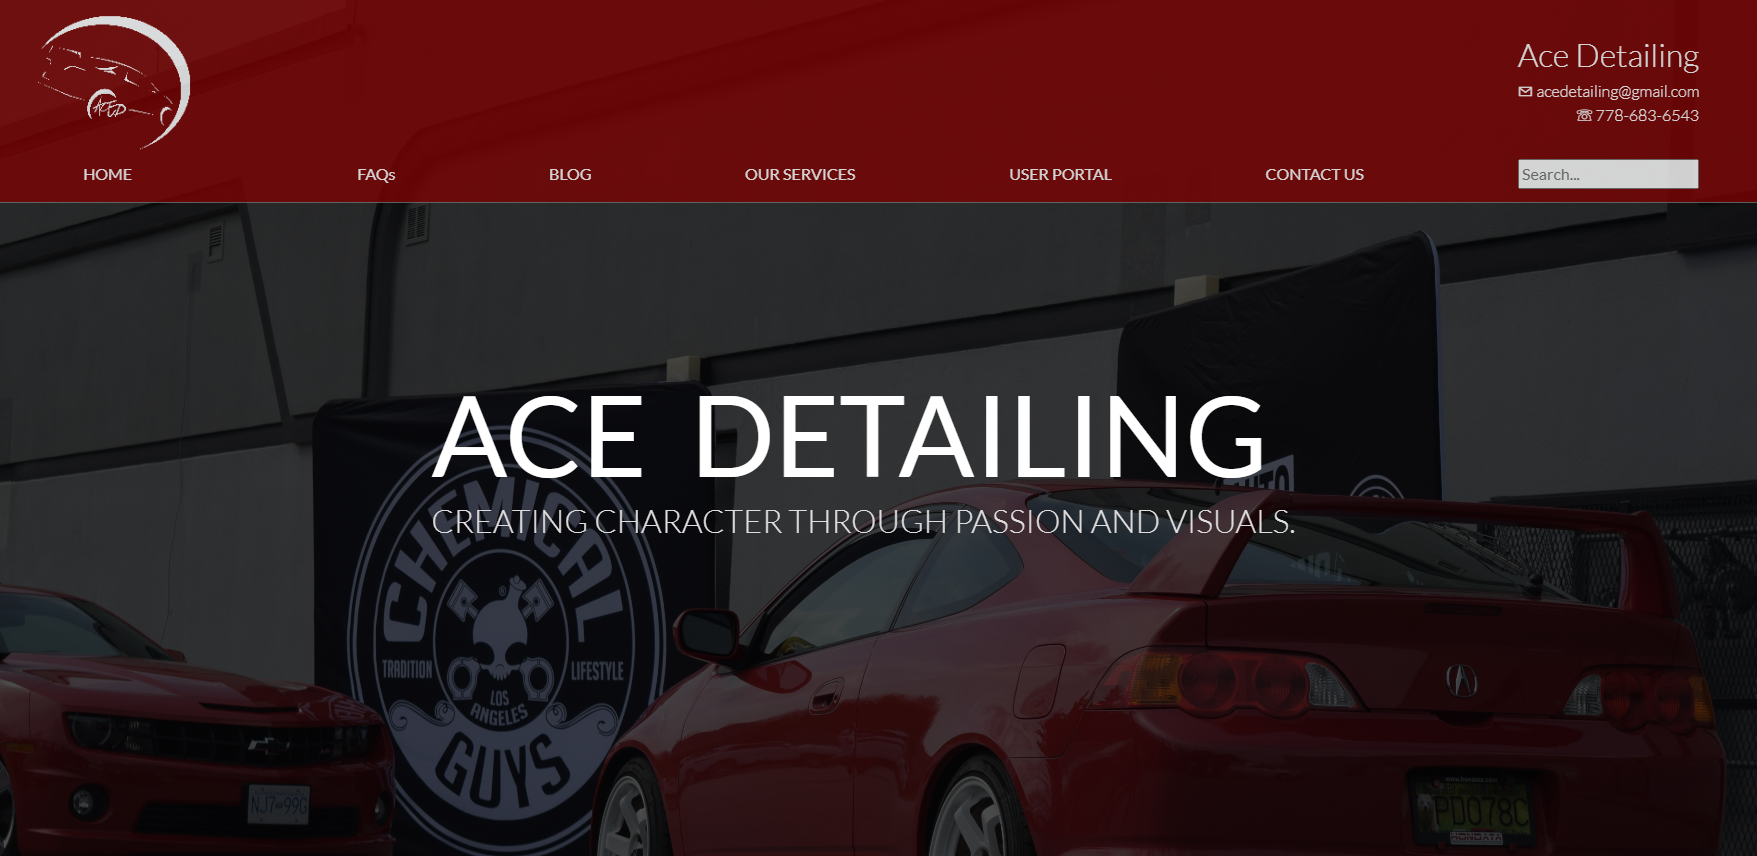 ACED
Ace Detailing
acedetailing@gmail.com
778-683-6543
HOME
FAQs
BLOG
OUR SERVICES
USER PORTAL
CONTACT US
Search...
ACE DETAILING
CREATING CHARACTER THROUGH PASSION AND VISUALS.
CHEMICAL
TRADITION
LIFESTYLE
LOS
ANGELES
GUYS
NJ7 99G
PD078C
HONDATA